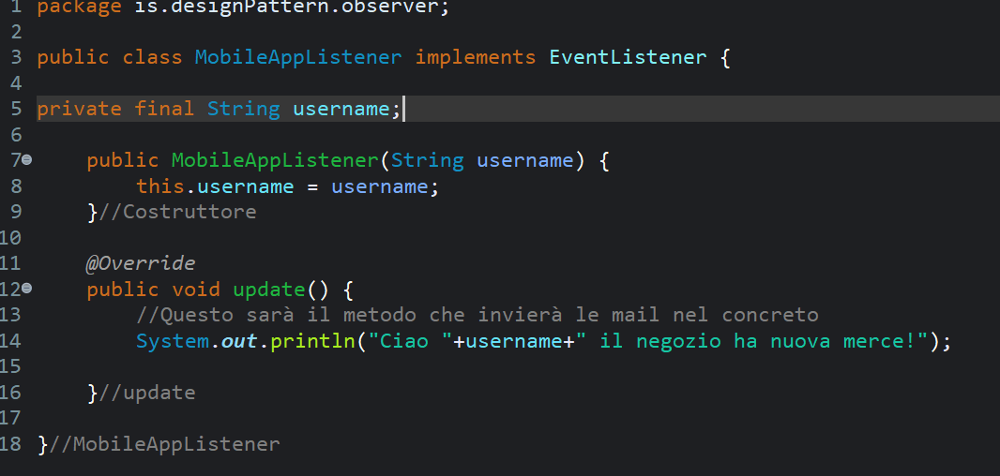 1 package is.designPattern.observer;
2
3 public class MobileAppListener implements EventListener {
4
5 private final String username;
6
7 public MobileAppListener(String username) {
8 this.username = username;
9 }//Costruttore
10
11 @Override
12 public void update() {
13 //Questo sarà il metodo che invierà le mail nel concreto
14 System.out.println("Ciao "+username+" il negozio ha nuova merce!");
15
16 }//update
17
18 }//MobileAppListener